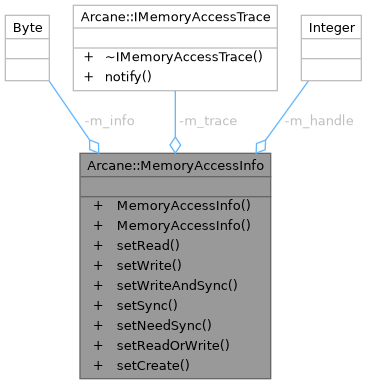 Byte
Arcane::IMemoryAccessTrace
+ ~IMemoryAccessTrace()
+ notify()
Integer
-m_info
-m_trace
-m_handle
Arcane::MemoryAccessInfo
+ MemoryAccessInfo()
+ MemoryAccessInfo()
+ setRead()
+ setWrite()
+ setWriteAndSync()
+ setSync()
+ setNeedSync()
+ setReadOrWrite()
+ setCreate()